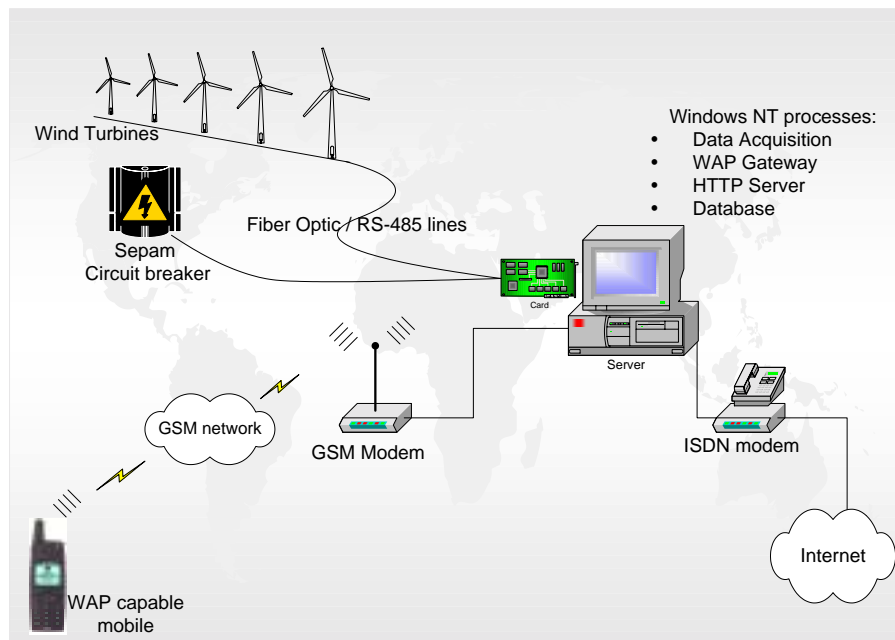 Wind Turbines
Windows NT processes:
• Data Acquisition
• WAP Gateway
• HTTP Server
• Database
Fiber Optic / RS-485 lines
Sepam
Circuit breaker
Card
Server
GSM network
GSM Modem
ISDN modem
Internet
WAP capable
mobile